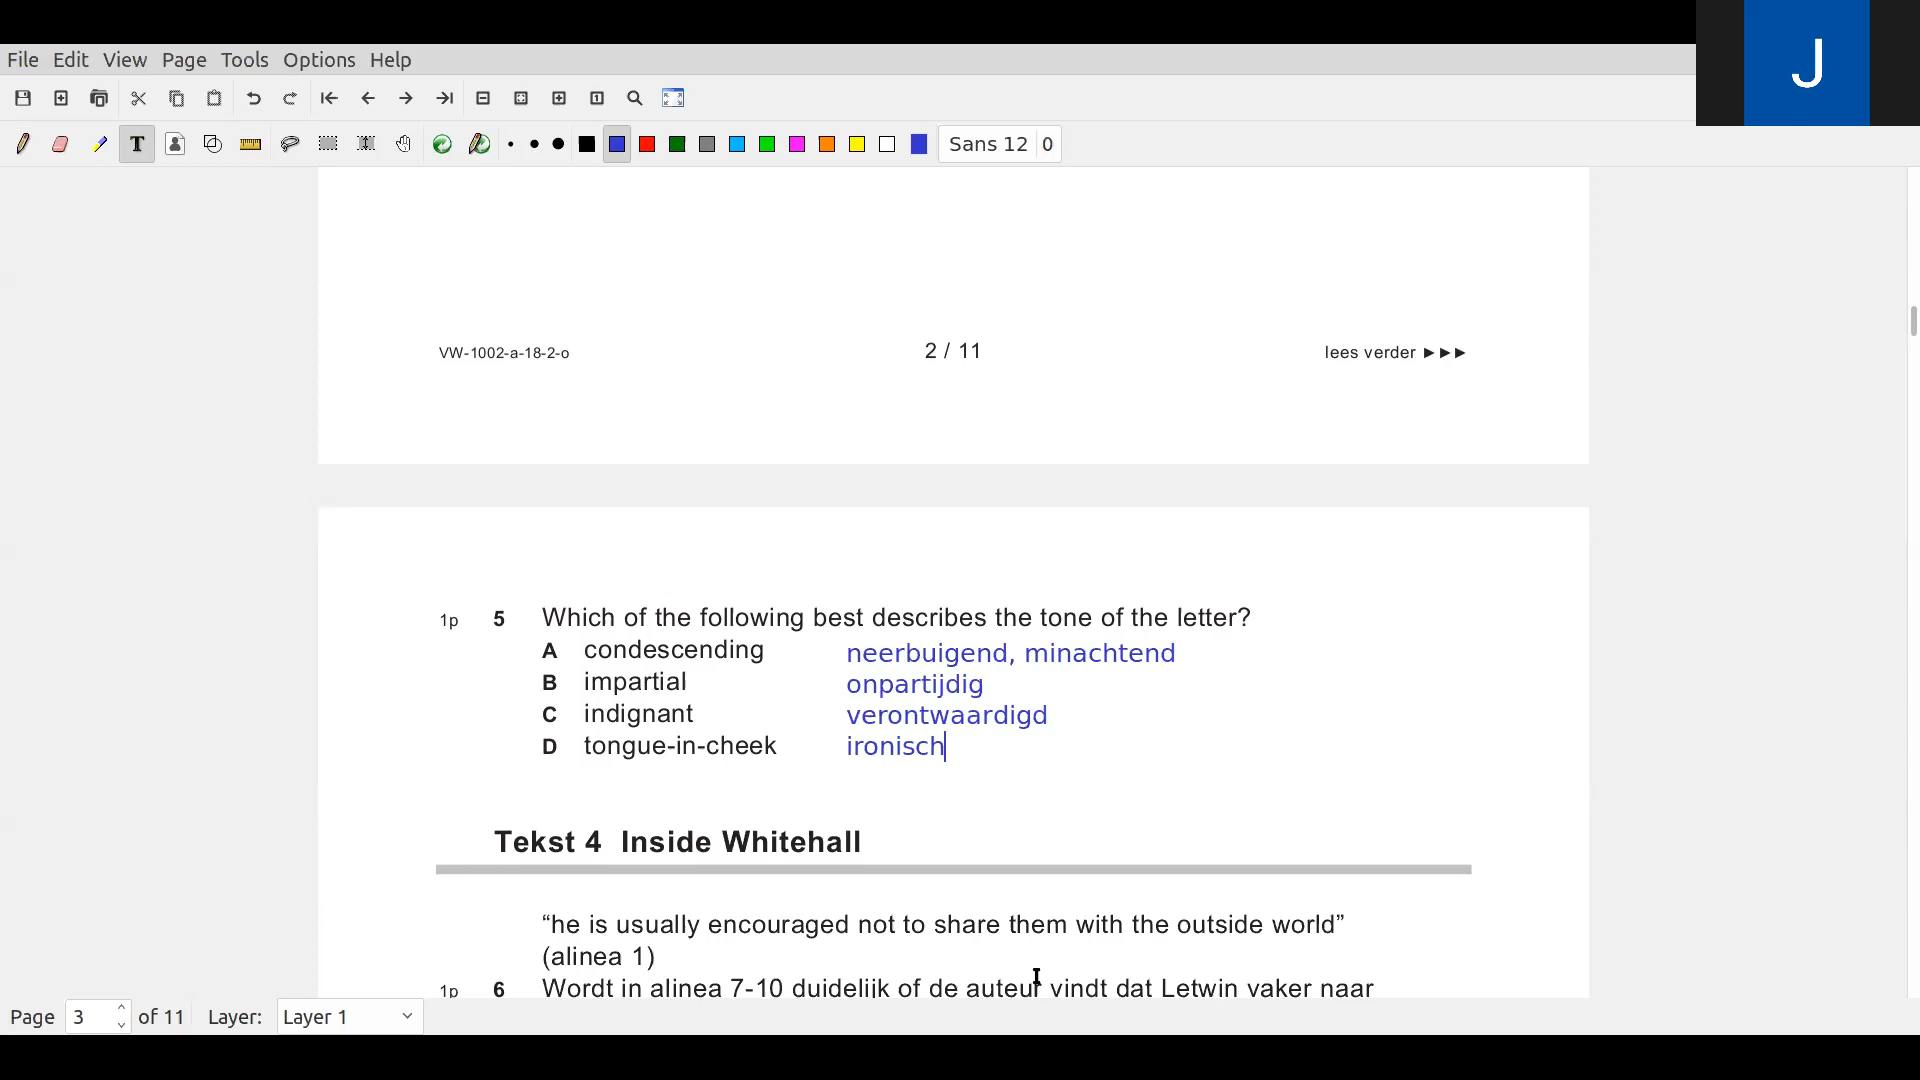 J
File Edit View Page Tools Options Help
T Sans 12 0
VW-1002-a-18-2-o 2 / 11 lees verder ►►►
1p 5 Which of the following best describes the tone of the letter?
A condescending neerbuigend, minachtend
B impartial onpartijdig
C indignant verontwaardigd
D tongue-in-cheek ironisch
Tekst 4 Inside Whitehall
“he is usually encouraged not to share them with the outside world”
(alinea 1)
1p 6 Wordt in alinea 7-10 duidelijk of de auteur vindt dat Letwin vaker naar
Page 3 of 11 Layer: Layer 1